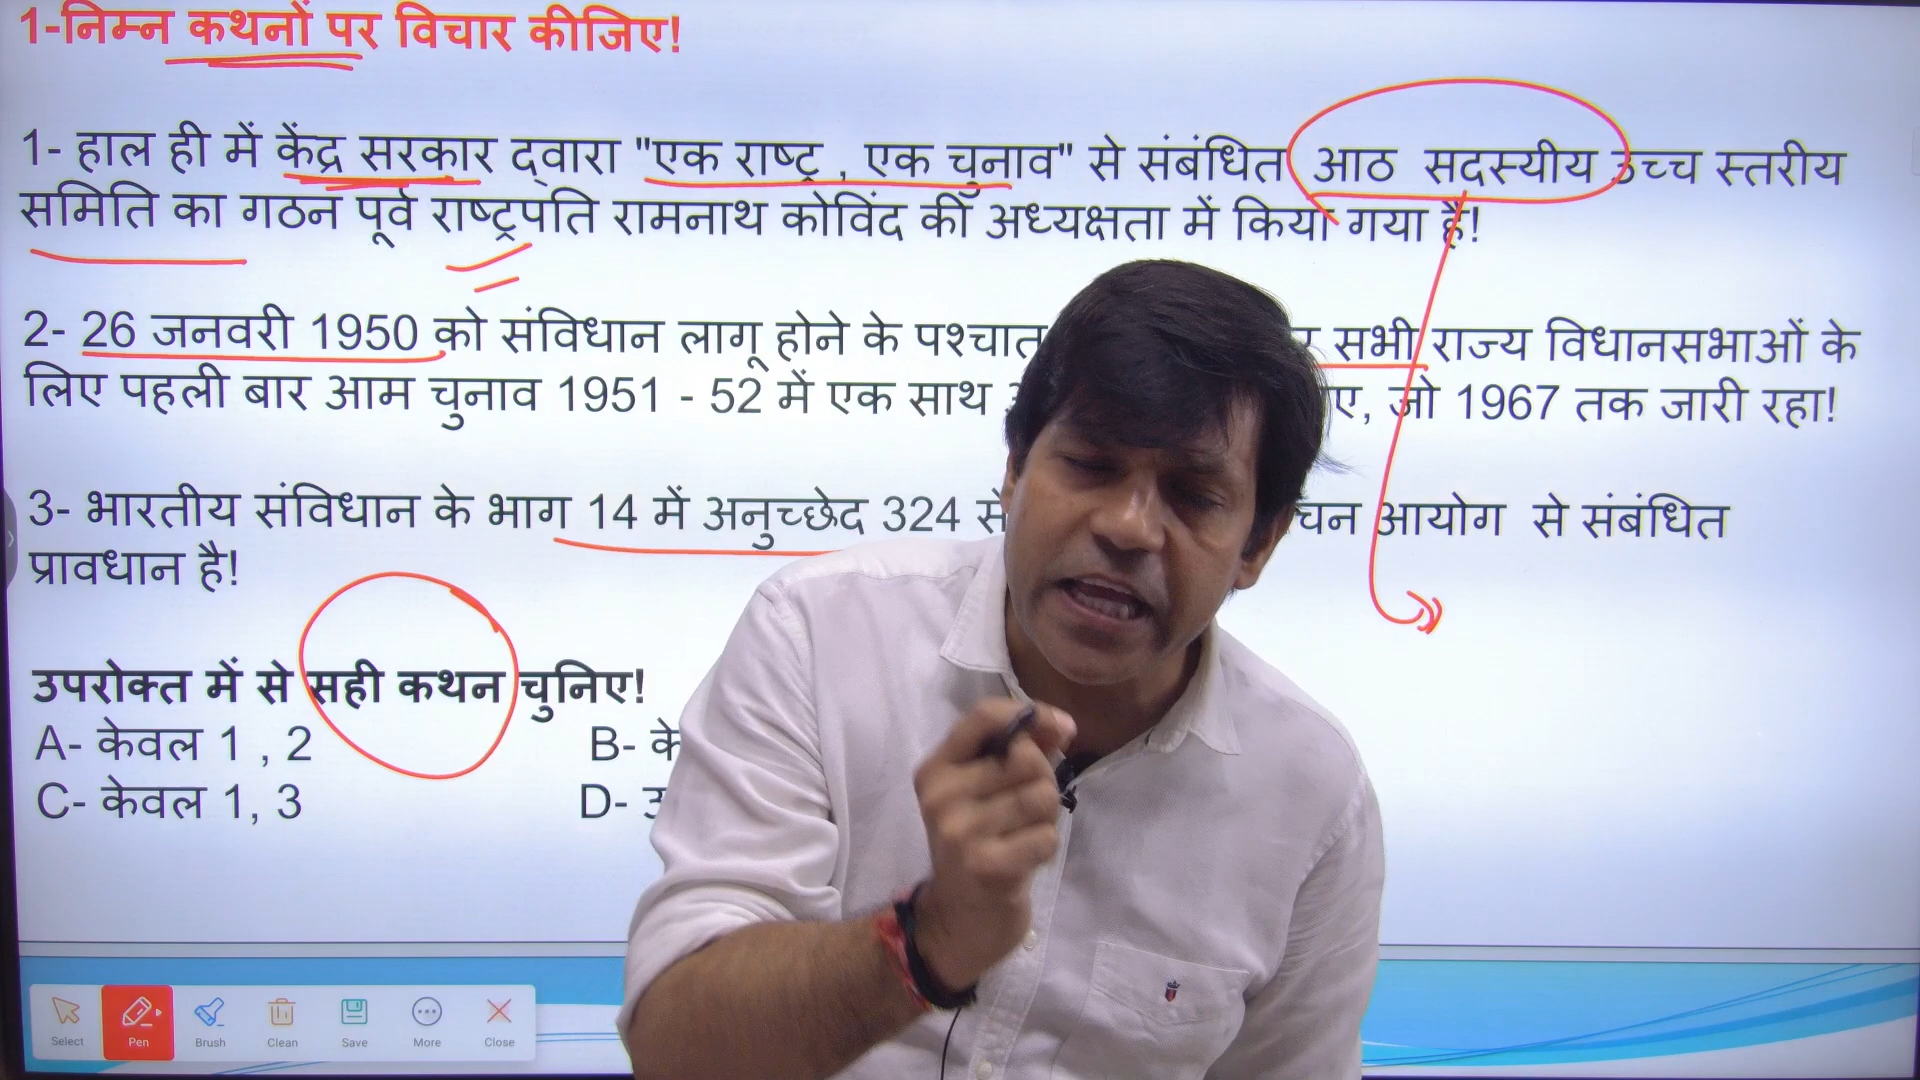 1-निम्न कथनों पर विचार कीजिए!
1- हाल ही में केंद्र सरकार द्वारा "एक राष्ट्र , एक चुनाव" से संबंधित आठ सदस्यीय उच्च स्तरीय
समिति का गठन पूर्व राष्ट्रपति रामनाथ कोविंद की अध्यक्षता में किया गया है!
2- 26 जनवरी 1950 को संविधान लागू होने के पश्चात सभी राज्य विधानसभाओं के
लिए पहली बार आम चुनाव 1951 - 52 में एक साथ जो 1967 तक जारी रहा!
3- भारतीय संविधान के भाग 14 में अनुच्छेद 324 से आयोग से संबंधित
प्रावधान है!
उपरोक्त में से सही कथन चुनिए!
A- केवल 1 , 2 B-
C- केवल 1, 3 D-
Select Pen Brush Clean Save More Close